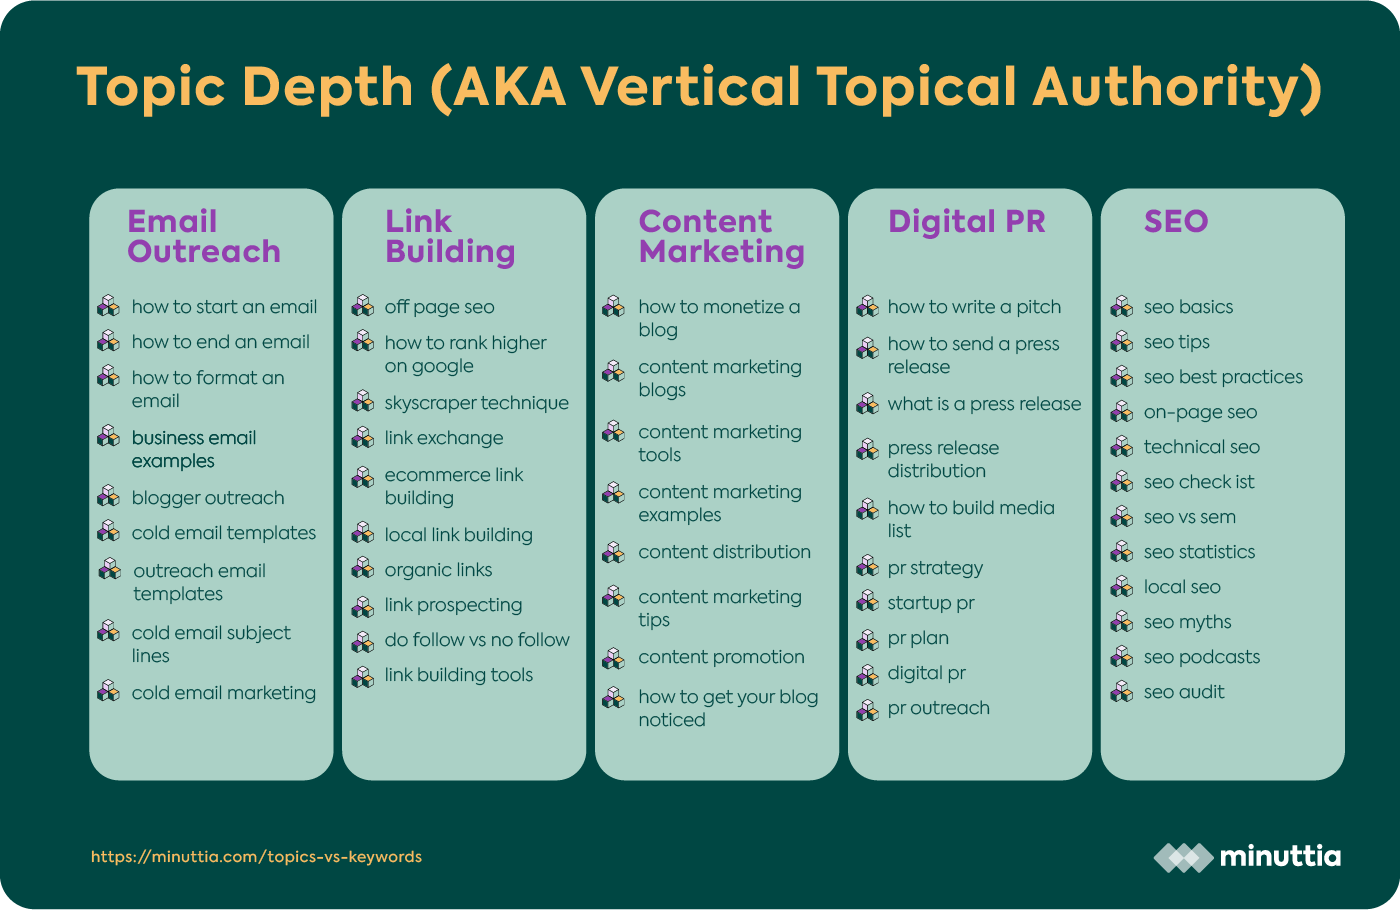 Topic Depth (AKA Vertical Topical Authority)
Email
Outreach
how to start an email
how to end an email
how to format an
email
business email
examples
blogger outreach
cold email templates
outreach email
templates
cold email subject
lines
cold email marketing
Link
Building
off page seo
how to rank higher
on google
skyscraper technique
link exchange
ecommerce link
building
local link building
organic links
link prospecting
do follow vs no follow
link building tools
Content
Marketing
how to monetize a
blog
content marketing
blogs
content marketing
tools
content marketing
examples
content distribution
content marketing
tips
content promotion
how to get your blog
noticed
Digital PR
how to write a pitch
how to send a press
release
what is a press release
press release
distribution
how to build media
list
pr strategy
startup pr
pr plan
digital pr
pr outreach
SEO
seo basics
seo tips
seo best practices
on-page seo
technical seo
seo check ist
seo vs sem
seo statistics
local seo
seo myths
seo podcasts
seo audit
https://minuttia.com/topics-vs-keywords
minuttia